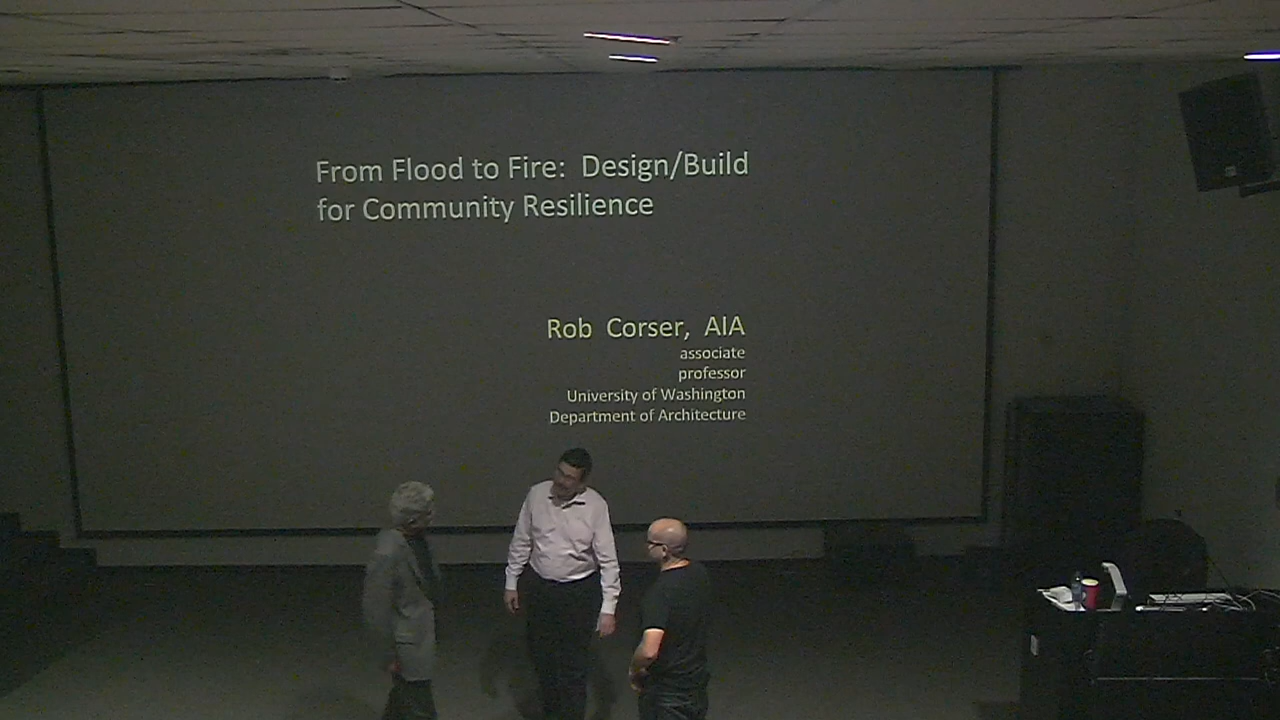 From Flood to Fire: Design/Build
for Community Resilience
Rob Corser, AIA
associate
professor
University of Washington
Department of Architecture